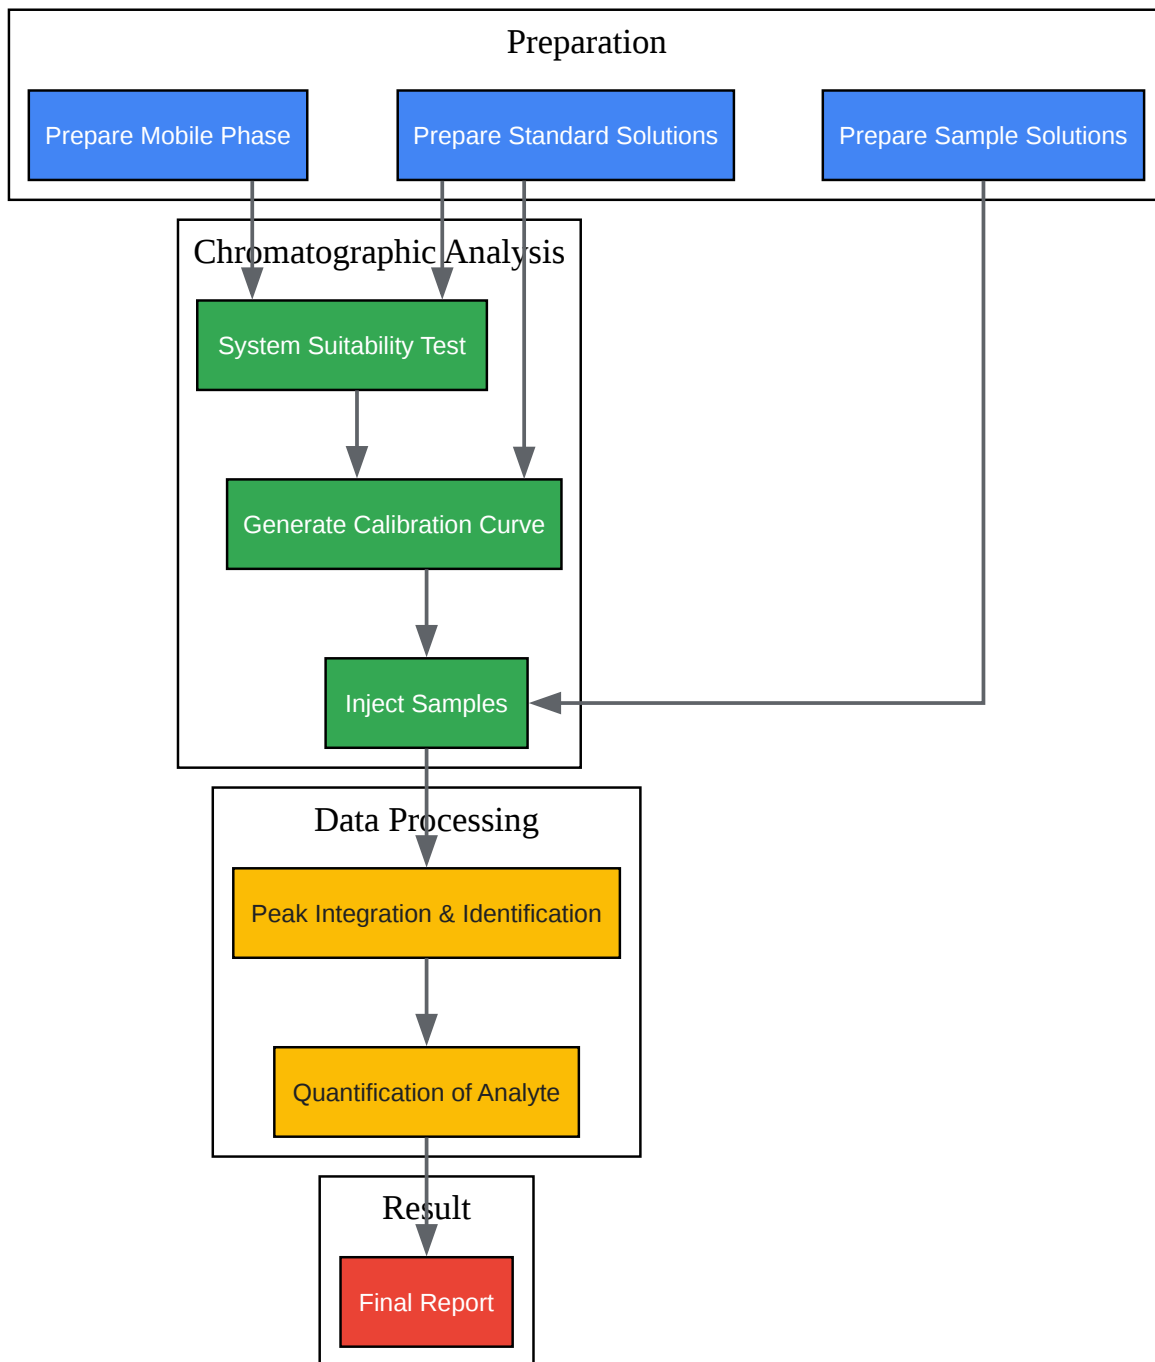 Preparation
Prepare Mobile Phase
Prepare Standard Solutions
Prepare Sample Solutions
Chromatographic Analysis
System Suitability Test
Generate Calibration Curve
Inject Samples
Data Processing
Peak Integration & Identification
Quantification of Analyte
Result
Final Report